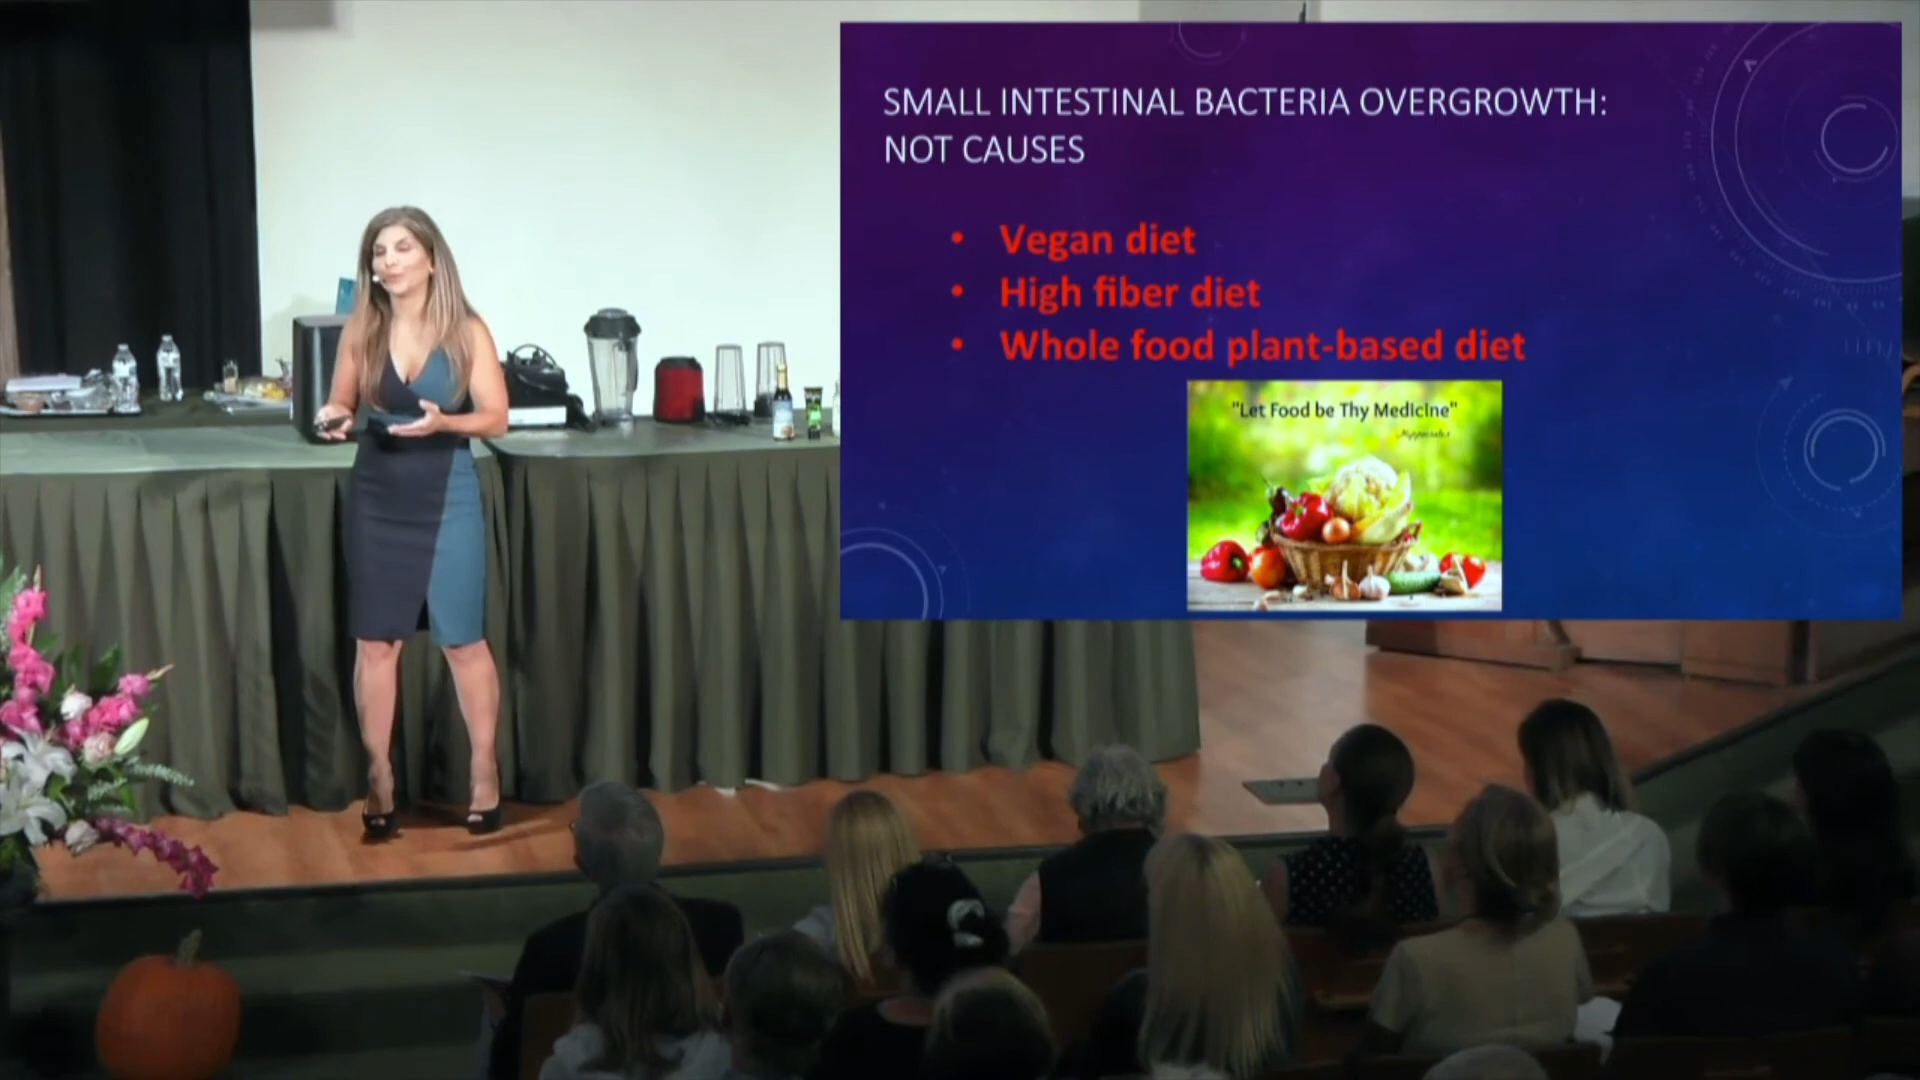 SMALL INTESTINAL BACTERIA OVERGROWTH:
NOT CAUSES
• Vegan diet
• High fiber diet
• Whole food plant-based diet
"Let Food be Thy Medicine"
Hippocrates